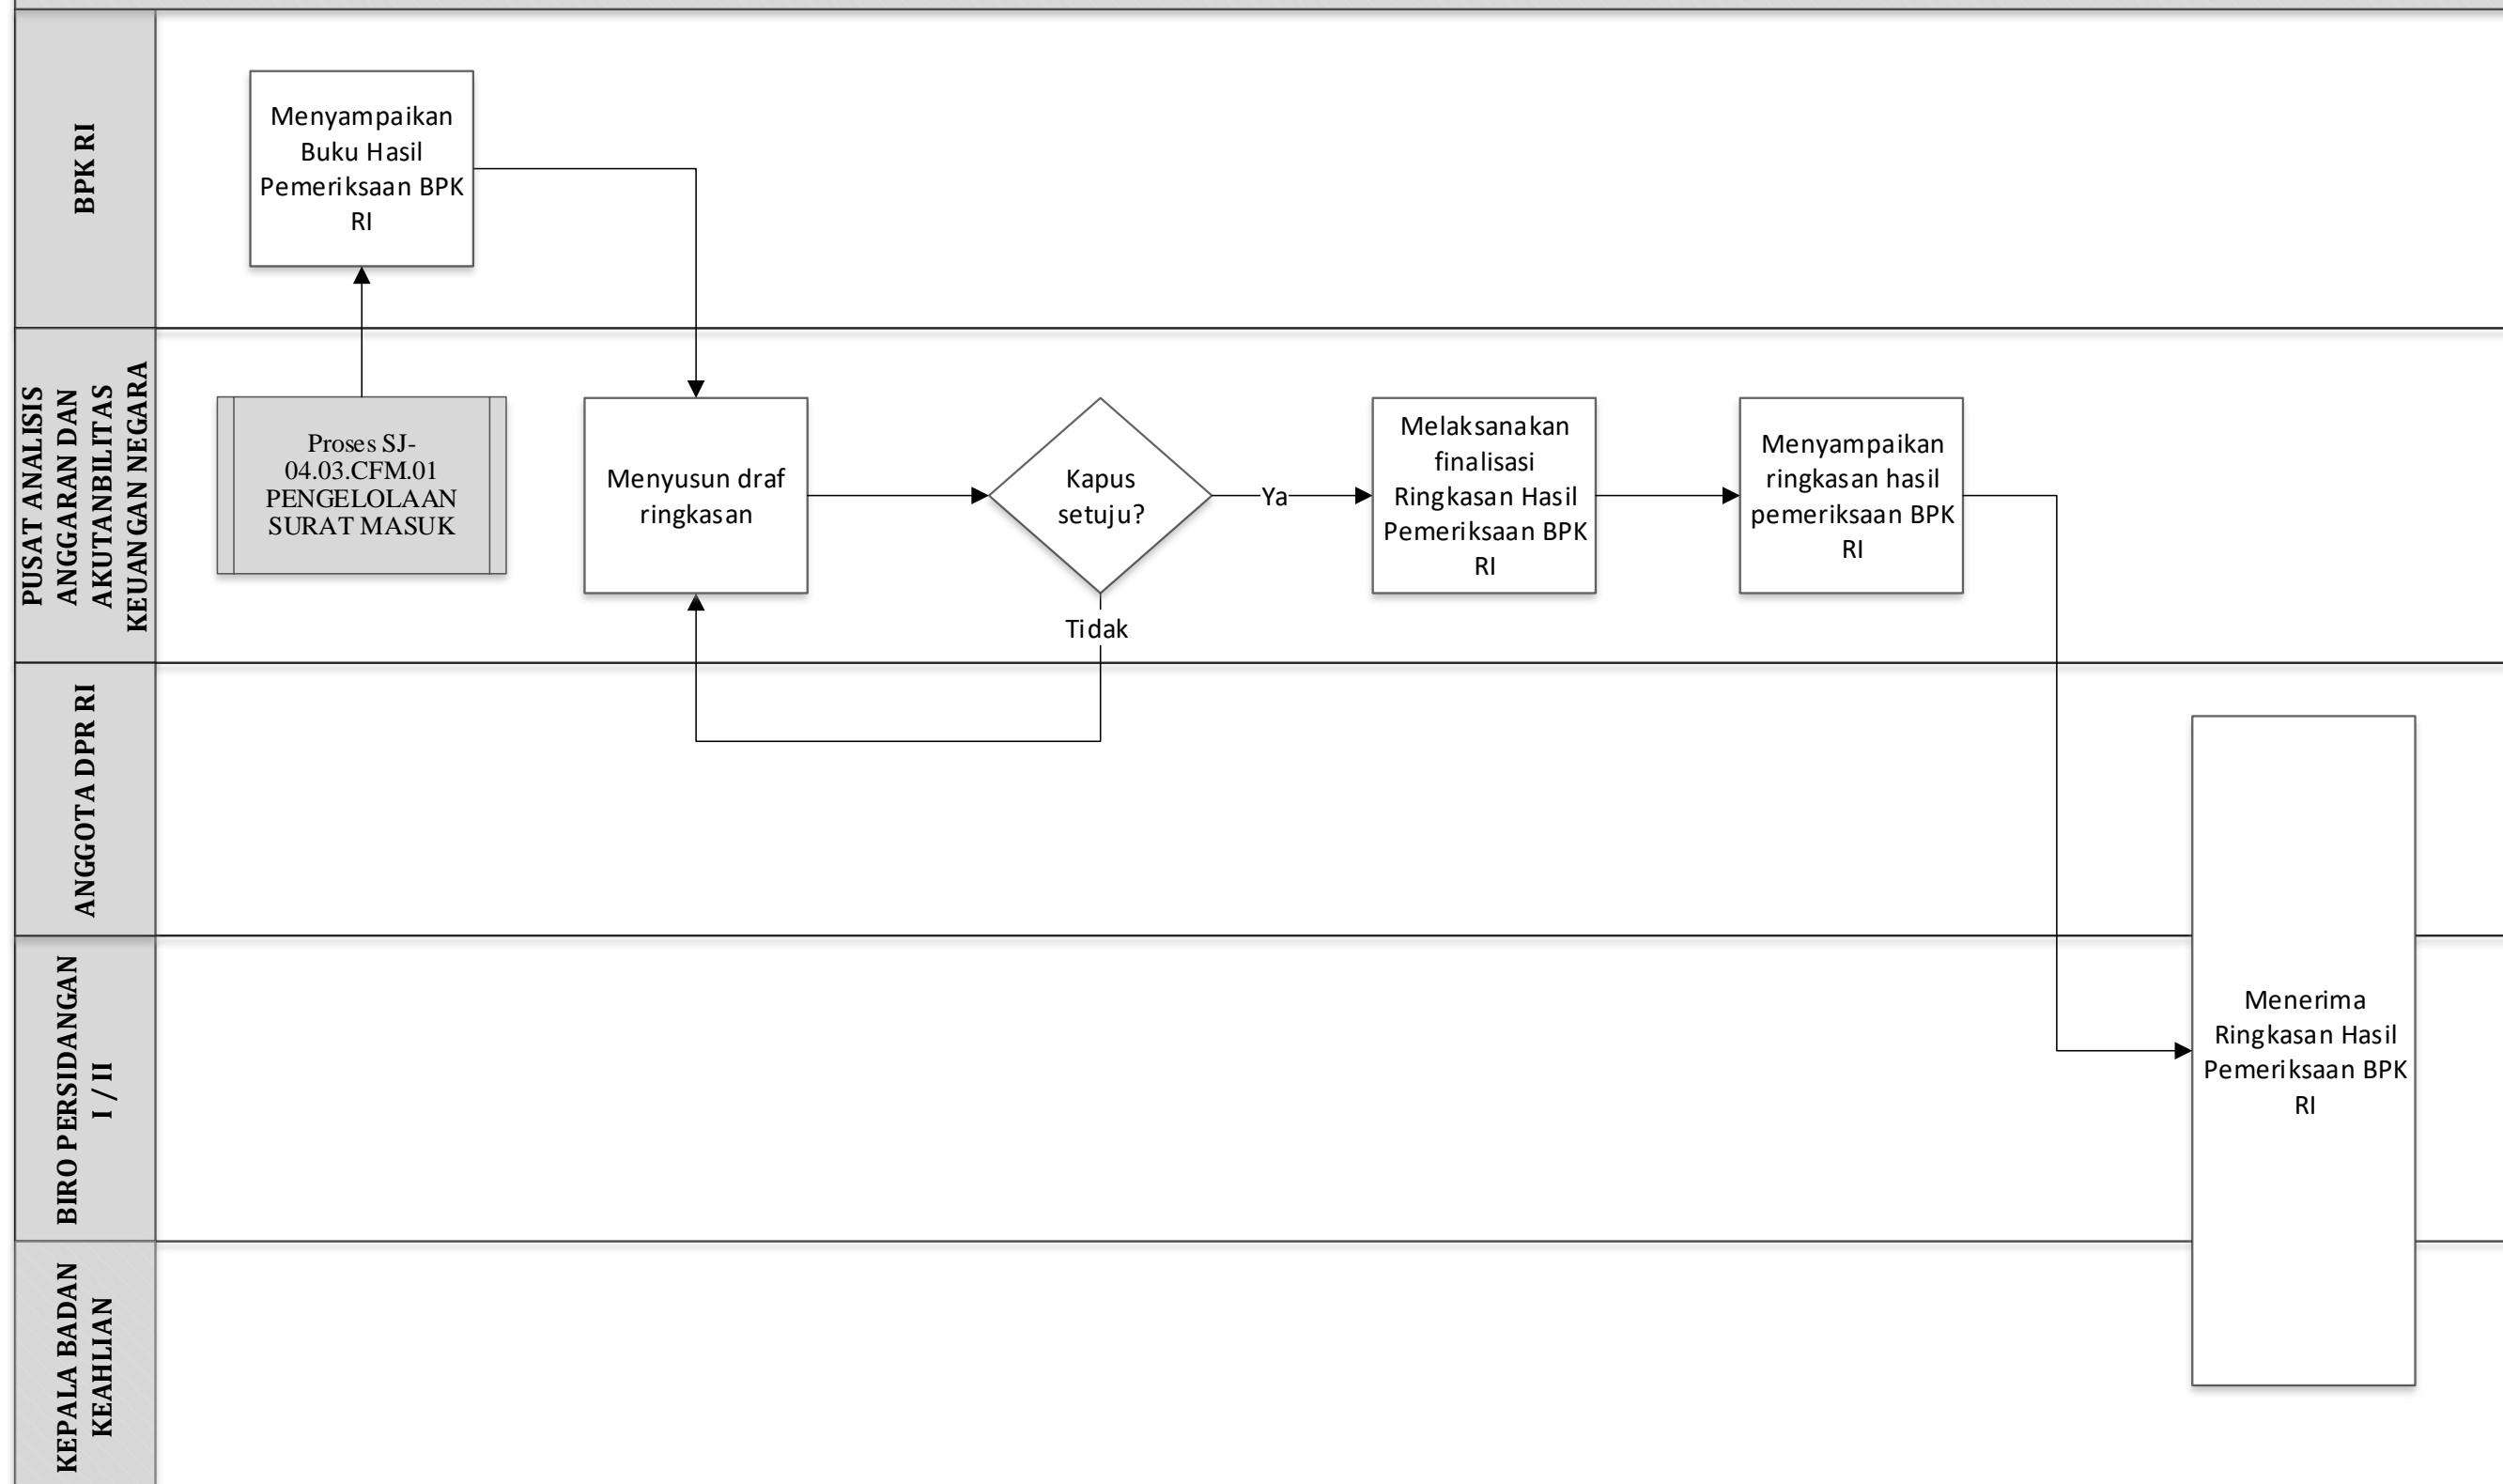 BPK RI
Menyampaikan
Buku Hasil
Pemeriksaan BPK
RI
PUSAT ANALISIS
ANGGARAN DAN
AKUTANBILITAS
KEUANGAN NEGARA
Proses SJ-
04.03.CFM.01
PENGELOLAAN
SURAT MASUK
Menyusun draf
ringkasan
Kapus
setuju?
Ya
Tidak
Melaksanakan
finalisasi
Ringkasan Hasil
Pemeriksaan BPK
RI
Menyampaikan
ringkasan hasil
pemeriksaan BPK
RI
ANGGOTA DPR RI
BIRO PERSIDANGAN
I / II
Menerima
Ringkasan Hasil
Pemeriksaan BPK
RI
KEPALA BADAN
KEAHLIAN